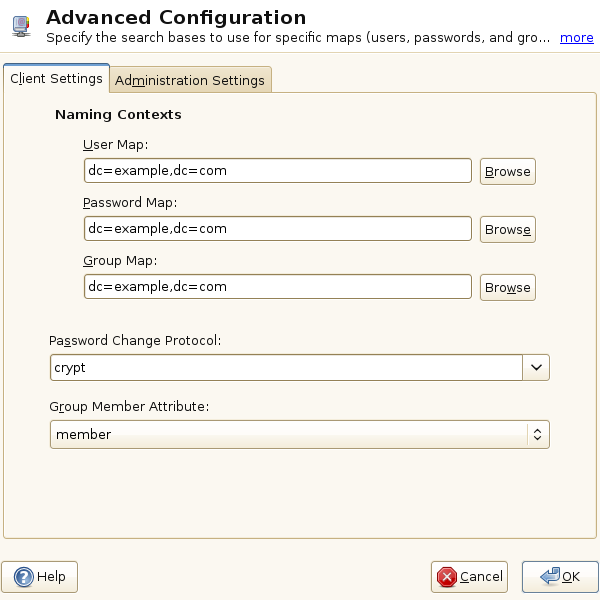 Advanced Configuration
Specify the search bases to use for specific maps (users, passwords, and gro... more
Client Settings Administration Settings
Naming Contexts
User Map:
dc=example,dc=com Browse
Password Map:
dc=example,dc=com Browse
Group Map:
dc=example,dc=com Browse
Password Change Protocol:
crypt
Group Member Attribute:
member
Help Cancel OK